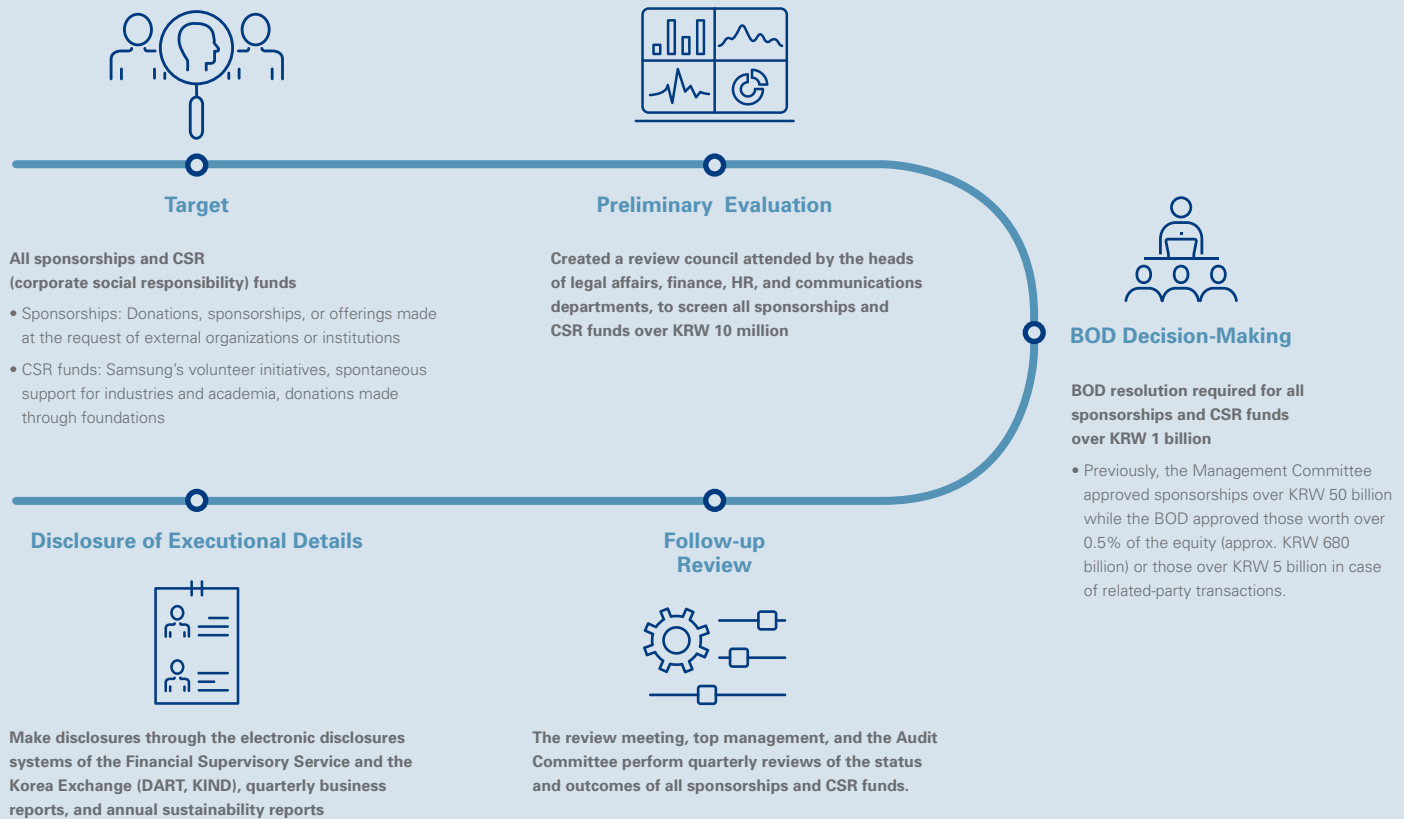 Target
All sponsorships and CSR
(corporate social responsibility) funds
• Sponsorships: Donations, sponsorships, or offerings made
at the request of external organizations or institutions
• CSR funds: Samsung's volunteer initiatives, spontaneous
support for industries and academia, donations made
through foundations
Preliminary Evaluation
Created a review council attended by the heads
of legal affairs, finance, HR, and communications
departments, to screen all sponsorships and
CSR funds over KRW 10 million
BOD Decision-Making
BOD resolution required for all
sponsorships and CSR funds
over KRW 1 billion
• Previously, the Management Committee
approved sponsorships over KRW 50 billion
while the BOD approved those worth over
0.5% of the equity (approx. KRW 680
billion) or those over KRW 5 billion in case
of related-party transactions.
Follow-up
Review
The review meeting, top management, and the Audit
Committee perform quarterly reviews of the status
and outcomes of all sponsorships and CSR funds.
Disclosure of Executional Details
Make disclosures through the electronic disclosures
systems of the Financial Supervisory Service and the
Korea Exchange (DART, KIND), quarterly business
reports, and annual sustainability reports